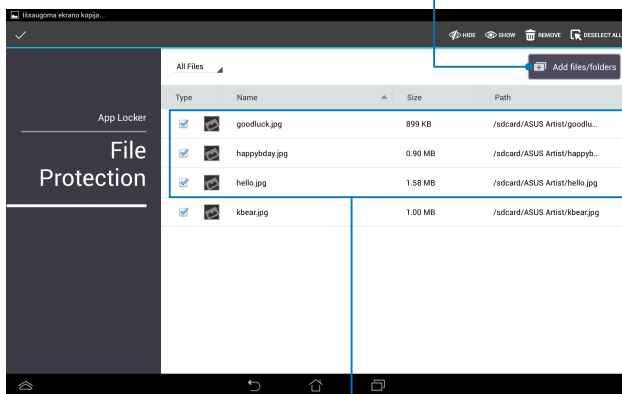 Išsaugoma ekrano kopija...
HIDE SHOW REMOVE DESELECT ALL
All Files
Add files/folders
Type Name Size Path
App Locker
File
Protection
goodluck.jpg 899 KB /sdcard/ASUS Artist/goodlu...
happybday.jpg 0.90 MB /sdcard/ASUS Artist/happyb...
hello.jpg 1.58 MB /sdcard/ASUS Artist/hello.jpg
kbear.jpg 1.00 MB /sdcard/ASUS Artist/kbear.jpg